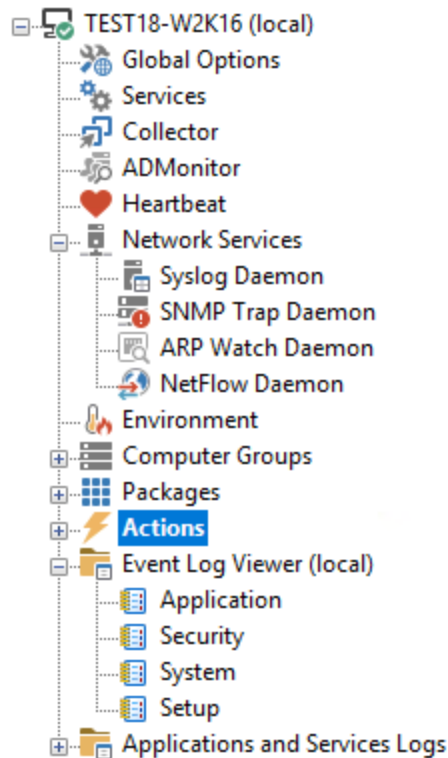 TEST18-W2K16 (local)
Global Options
Services
Collector
ADMonitor
Heartbeat
Network Services
Syslog Daemon
SNMP Trap Daemon
ARP Watch Daemon
NetFlow Daemon
Environment
Computer Groups
Packages
Actions
Event Log Viewer (local)
Application
Security
System
Setup
Applications and Services Logs